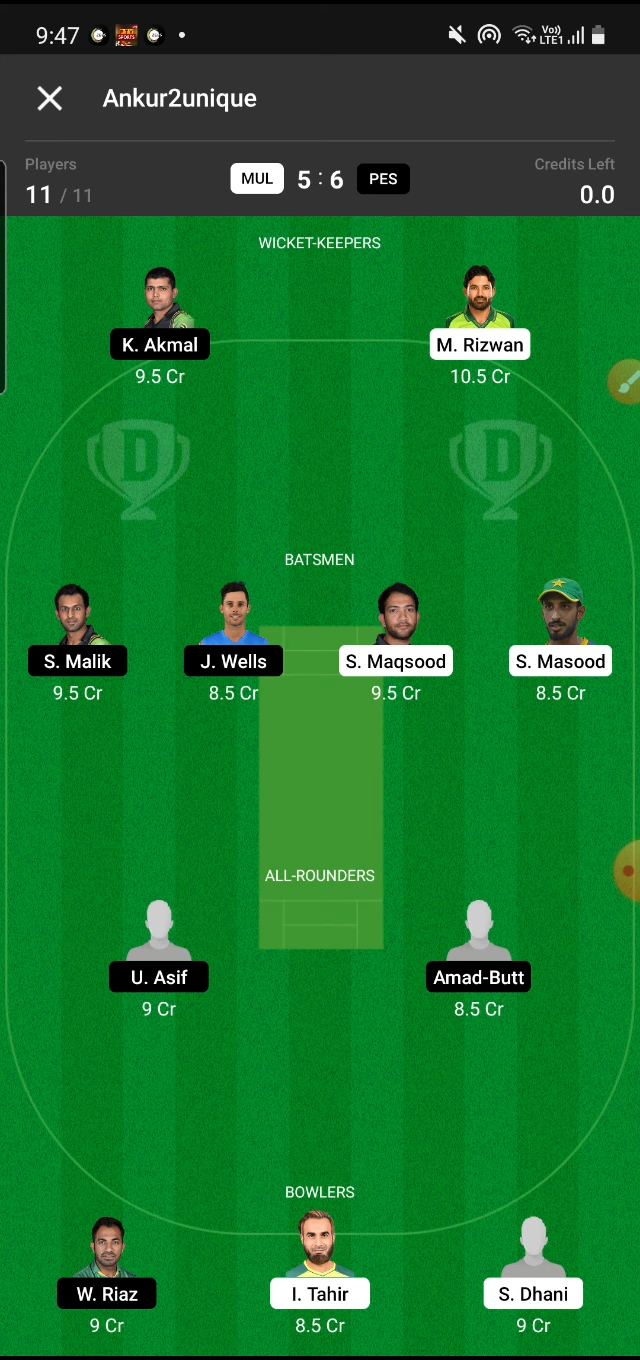 9:47 Vo)) LTE1
Ankur2unique
Players Credits Left
11 / 11 MUL 5 : 6 PES 0.0
WICKET-KEEPERS
K. Akmal M. Rizwan
9.5 Cr 10.5 Cr
D D
BATSMEN
S. Malik J. Wells S. Maqsood S. Masood
9.5 Cr 8.5 Cr 9.5 Cr 8.5 Cr
ALL-ROUNDERS
U. Asif Amad-Butt
9 Cr 8.5 Cr
BOWLERS
W. Riaz I. Tahir S. Dhani
9 Cr 8.5 Cr 9 Cr